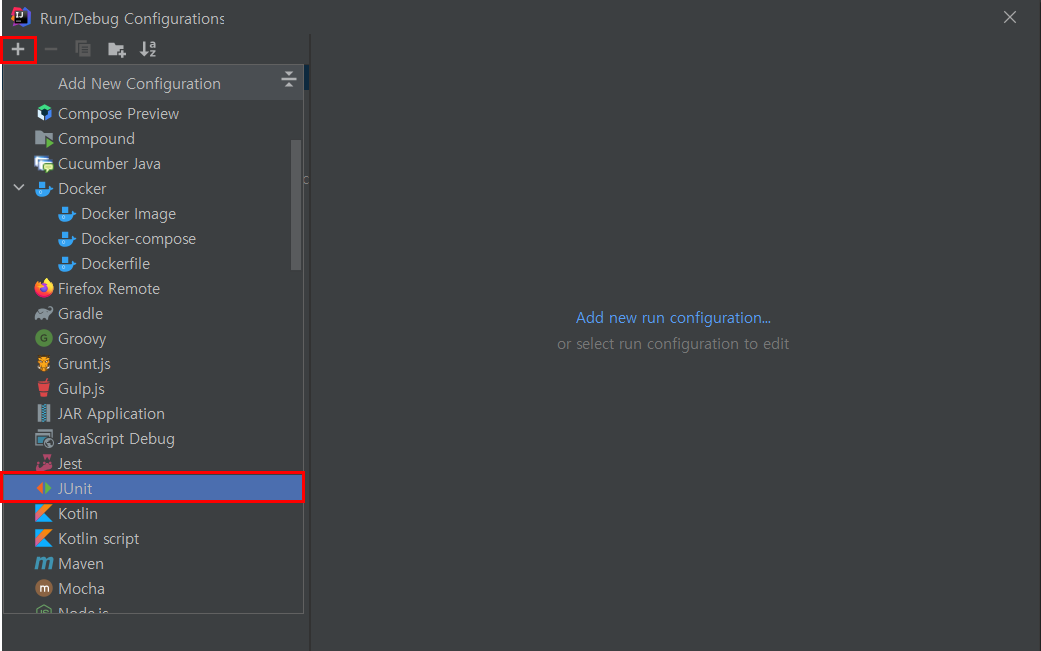 Run/Debug Configurations
Add New Configuration
Compose Preview
Compound
Cucumber Java
Docker
Docker Image
Docker-compose
Dockerfile
Firefox Remote
Gradle
Groovy
Grunt.js
Gulp.js
JAR Application
JavaScript Debug
Jest
JUnit
Kotlin
Kotlin script
Maven
Mocha
Node.js
Add new run configuration...
or select run configuration to edit